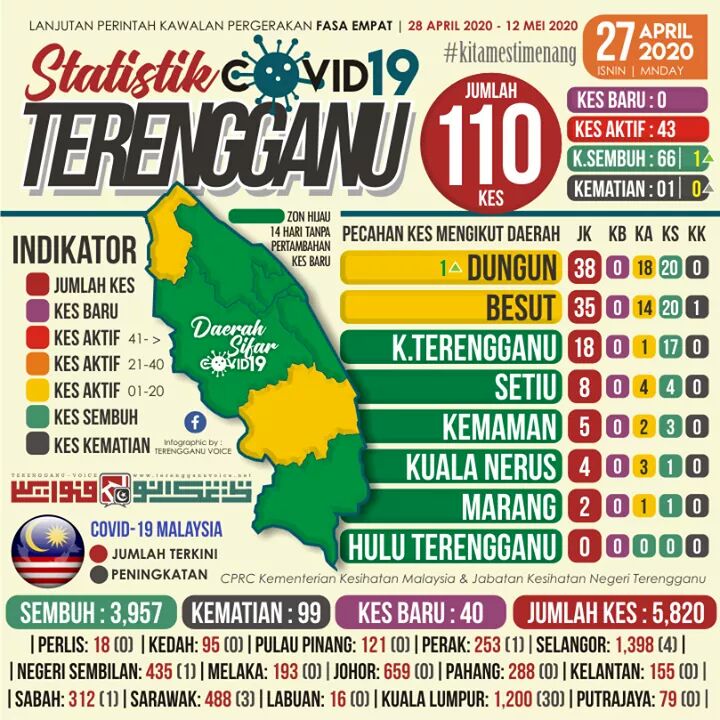 LANJUTAN PERINTAH KAWALAN PERGERAKAN FASA EMPAT | 28 APRIL 2020 - 12 MEI 2020
#kitamestimenang
27 APRIL 2020
ISNIN | MNDAY
Statistik COVID19
TERENGGANU
JUMLAH
110
KES
KES BARU : 0
KES AKTIF : 43
K.SEMBUH : 66 | 1
KEMATIAN : 01 | 0
ZON HIJAU
14 HARI TANPA
PERTAMBAHAN
KES BARU
INDIKATOR
JUMLAH KES
KES BARU
KES AKTIF 41- >
KES AKTIF 21-40
KES AKTIF 01-20
KES SEMBUH
KES KEMATIAN
Daerah
Sifar
COVID19
Infographic by :
TERENGGANU VOICE
PECAHAN KES MENGIKUT DAERAH JK KB KA KS KK
1 DUNGUN 38 0 18 20 0
BESUT 35 0 14 20 1
K.TERENGGANU 18 0 1 17 0
SETIU 8 0 4 4 0
KEMAMAN 5 0 2 3 0
KUALA NERUS 4 0 3 1 0
MARANG 2 0 1 1 0
HULU TERENGGANU 0 0 0 0 0
TERENGGANU-VOICE www.terengganuvoice.net
COVID-19 MALAYSIA
JUMLAH TERKINI
PENINGKATAN
CPRC Kementerian Kesihatan Malaysia & Jabatan Kesihatan Negeri Terengganu
SEMBUH : 3,957 KEMATIAN : 99 KES BARU : 40 JUMLAH KES : 5,820
| PERLIS: 18 (0) | KEDAH: 95 (0) | PULAU PINANG: 121 (0) | PERAK: 253 (1) | SELANGOR: 1,398 (4) |
| NEGERI SEMBILAN: 435 (1) | MELAKA: 193 (0) | JOHOR: 659 (0) | PAHANG: 288 (0) | KELANTAN: 155 (0) |
| SABAH: 312 (1) | SARAWAK: 488 (3) | LABUAN: 16 (0) | KUALA LUMPUR: 1,200 (30) | PUTRAJAYA: 79 (0) |